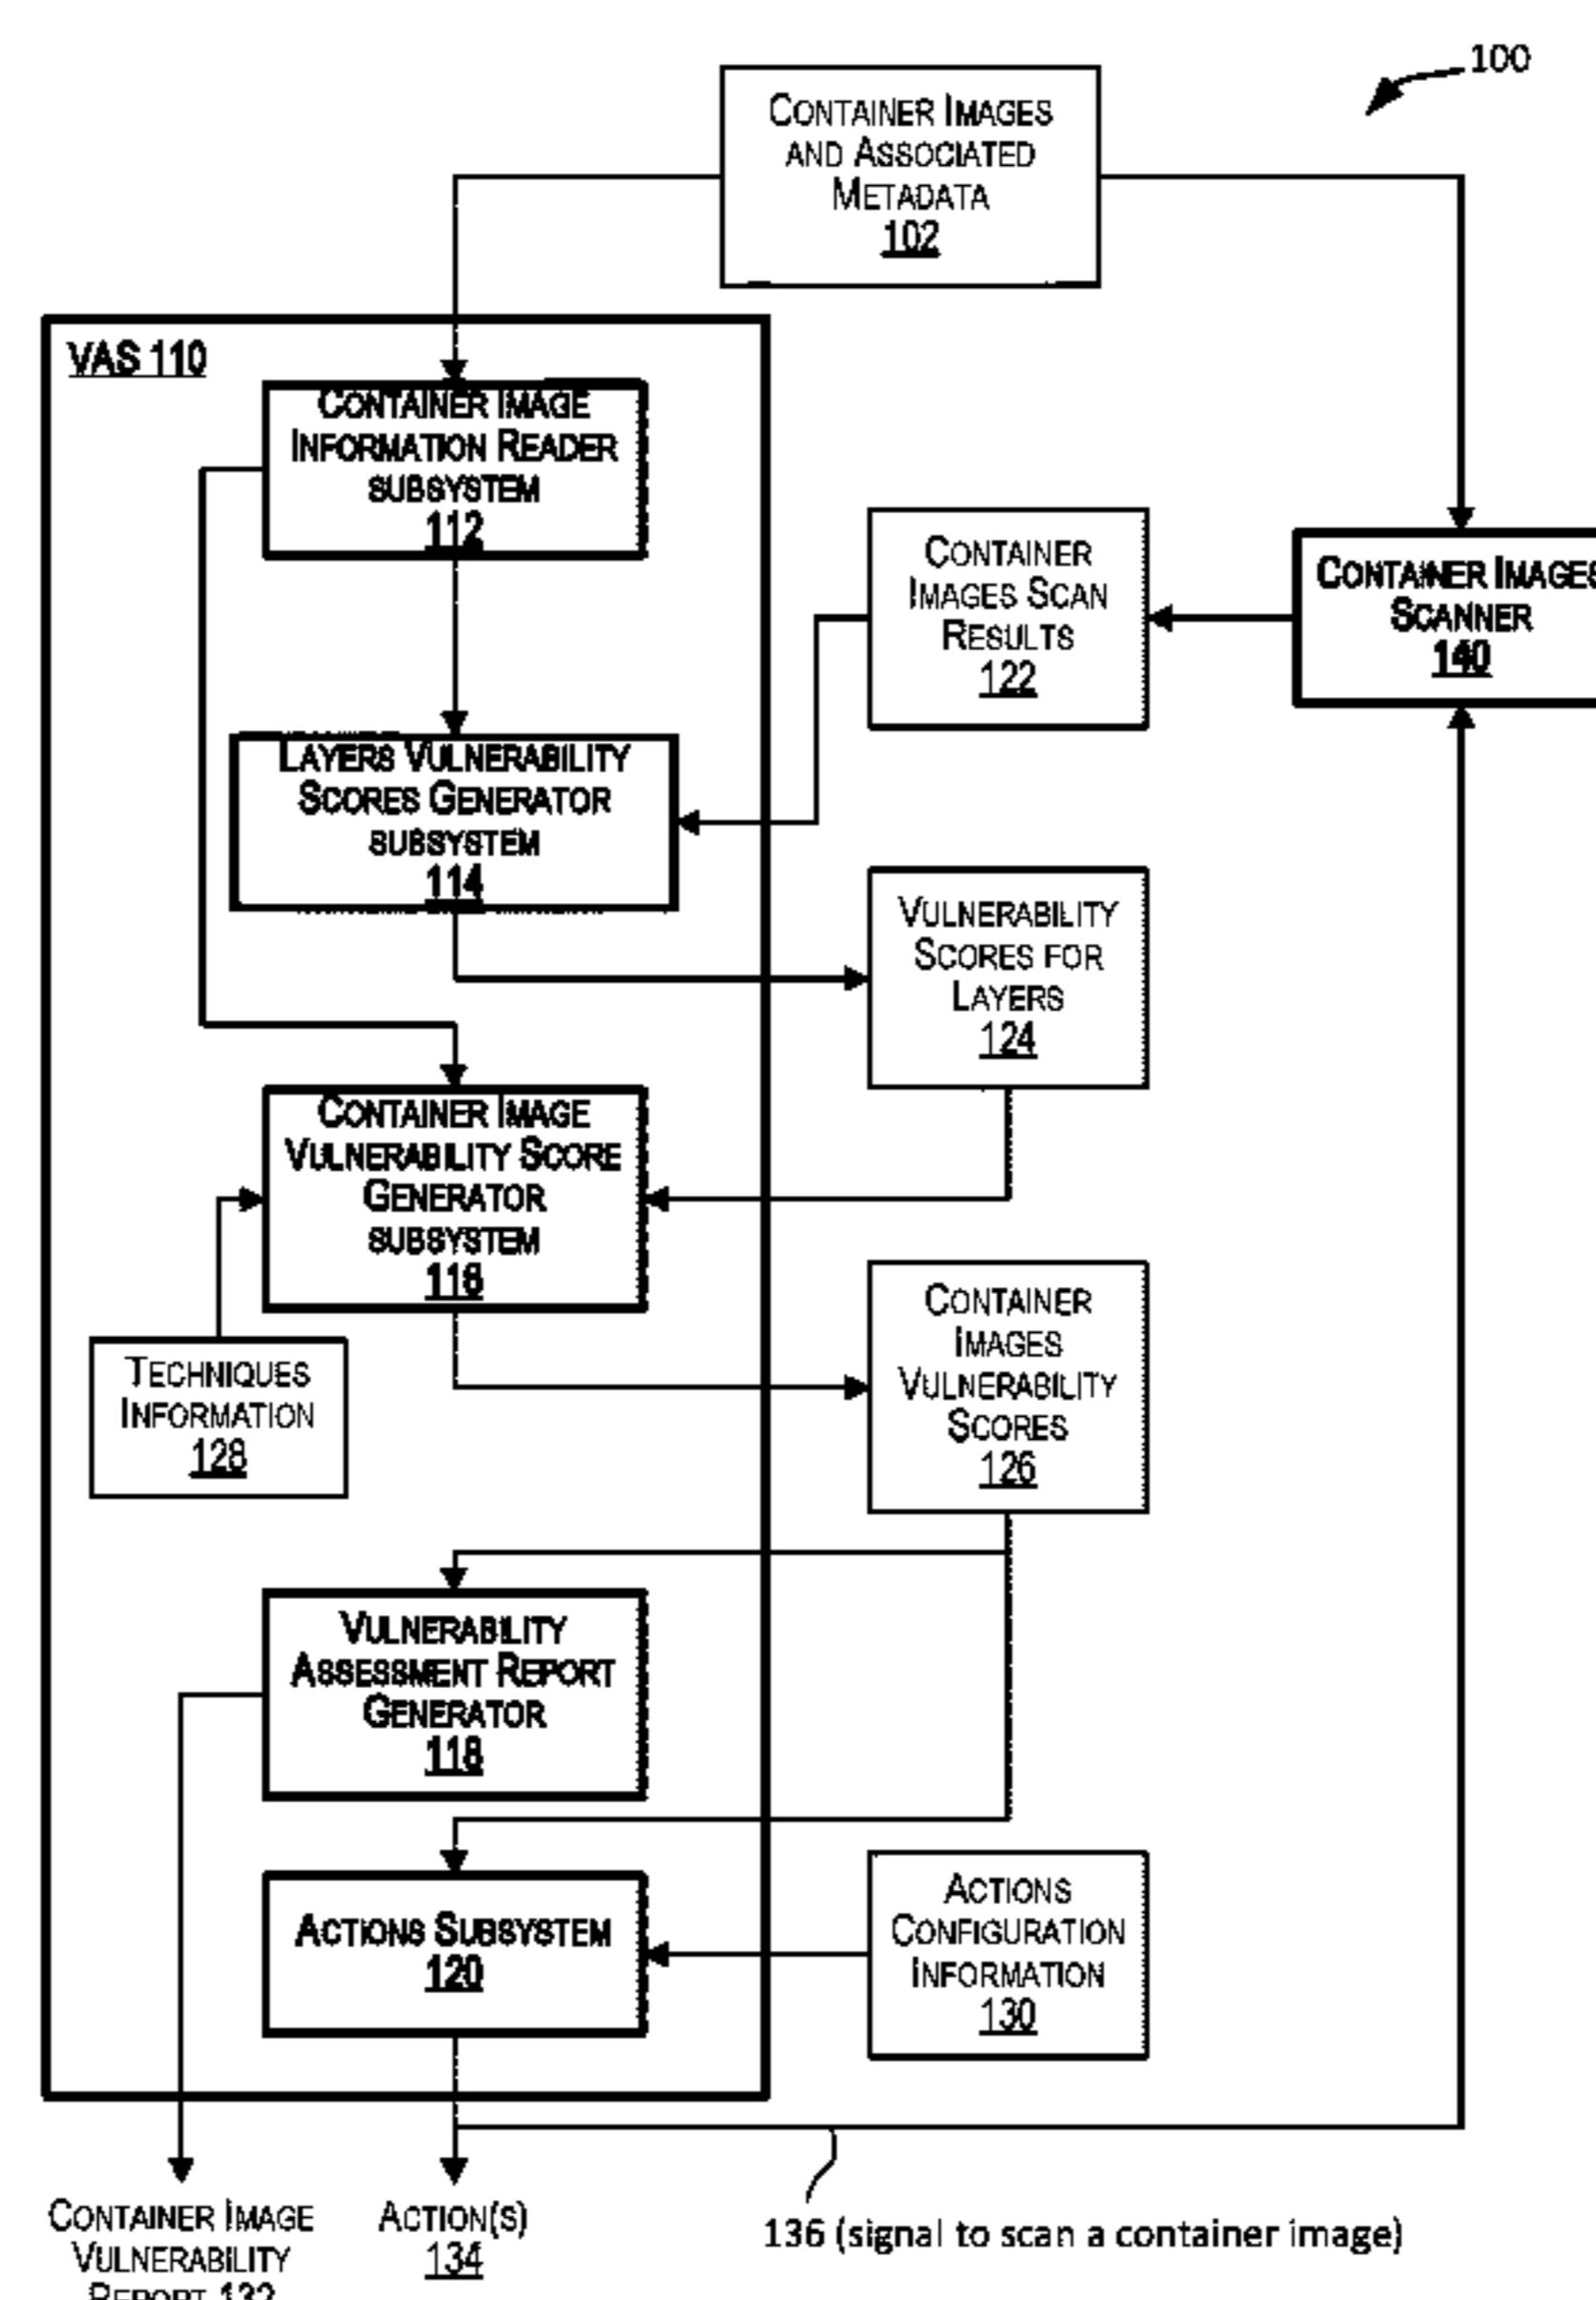 100
CONTAINER IMAGES
AND ASSOCIATED
METADATA
102
VAS 110
CONTAINER IMAGE
INFORMATION READER
SUBSYSTEM
112
CONTAINER
IMAGES SCAN
RESULTS
122
CONTAINER IMAGES
SCANNER
140
LAYERS VULNERABILITY
SCORES GENERATOR
SUBSYSTEM
114
VULNERABILITY
SCORES FOR
LAYERS
124
CONTAINER IMAGE
VULNERABILITY SCORE
GENERATOR
SUBSYSTEM
116
CONTAINER
IMAGES
VULNERABILITY
SCORES
126
TECHNIQUES
INFORMATION
128
VULNERABILITY
ASSESSMENT REPORT
GENERATOR
118
ACTIONS SUBSYSTEM
120
ACTIONS
CONFIGURATION
INFORMATION
130
CONTAINER IMAGE
VULNERABILITY
REPORT 132
ACTION(S)
134
136 (signal to scan a container image)